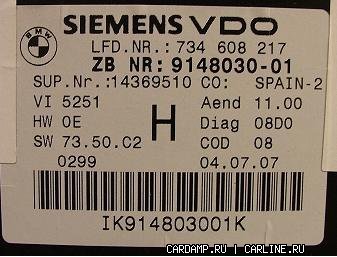 BMW
SIEMENS VDO
LFD.NR.: 734 608 217
ZB NR: 9148030-01
SUP.Nr.:14369510 CO: SPAIN-2
VI 5251 Aend 11.00
HW 0E H Diag 08D0
SW 73.50.C2 COD 08
0299 04.07.07
IK914803001K
CARDAMP.RU | CARLINE.RU